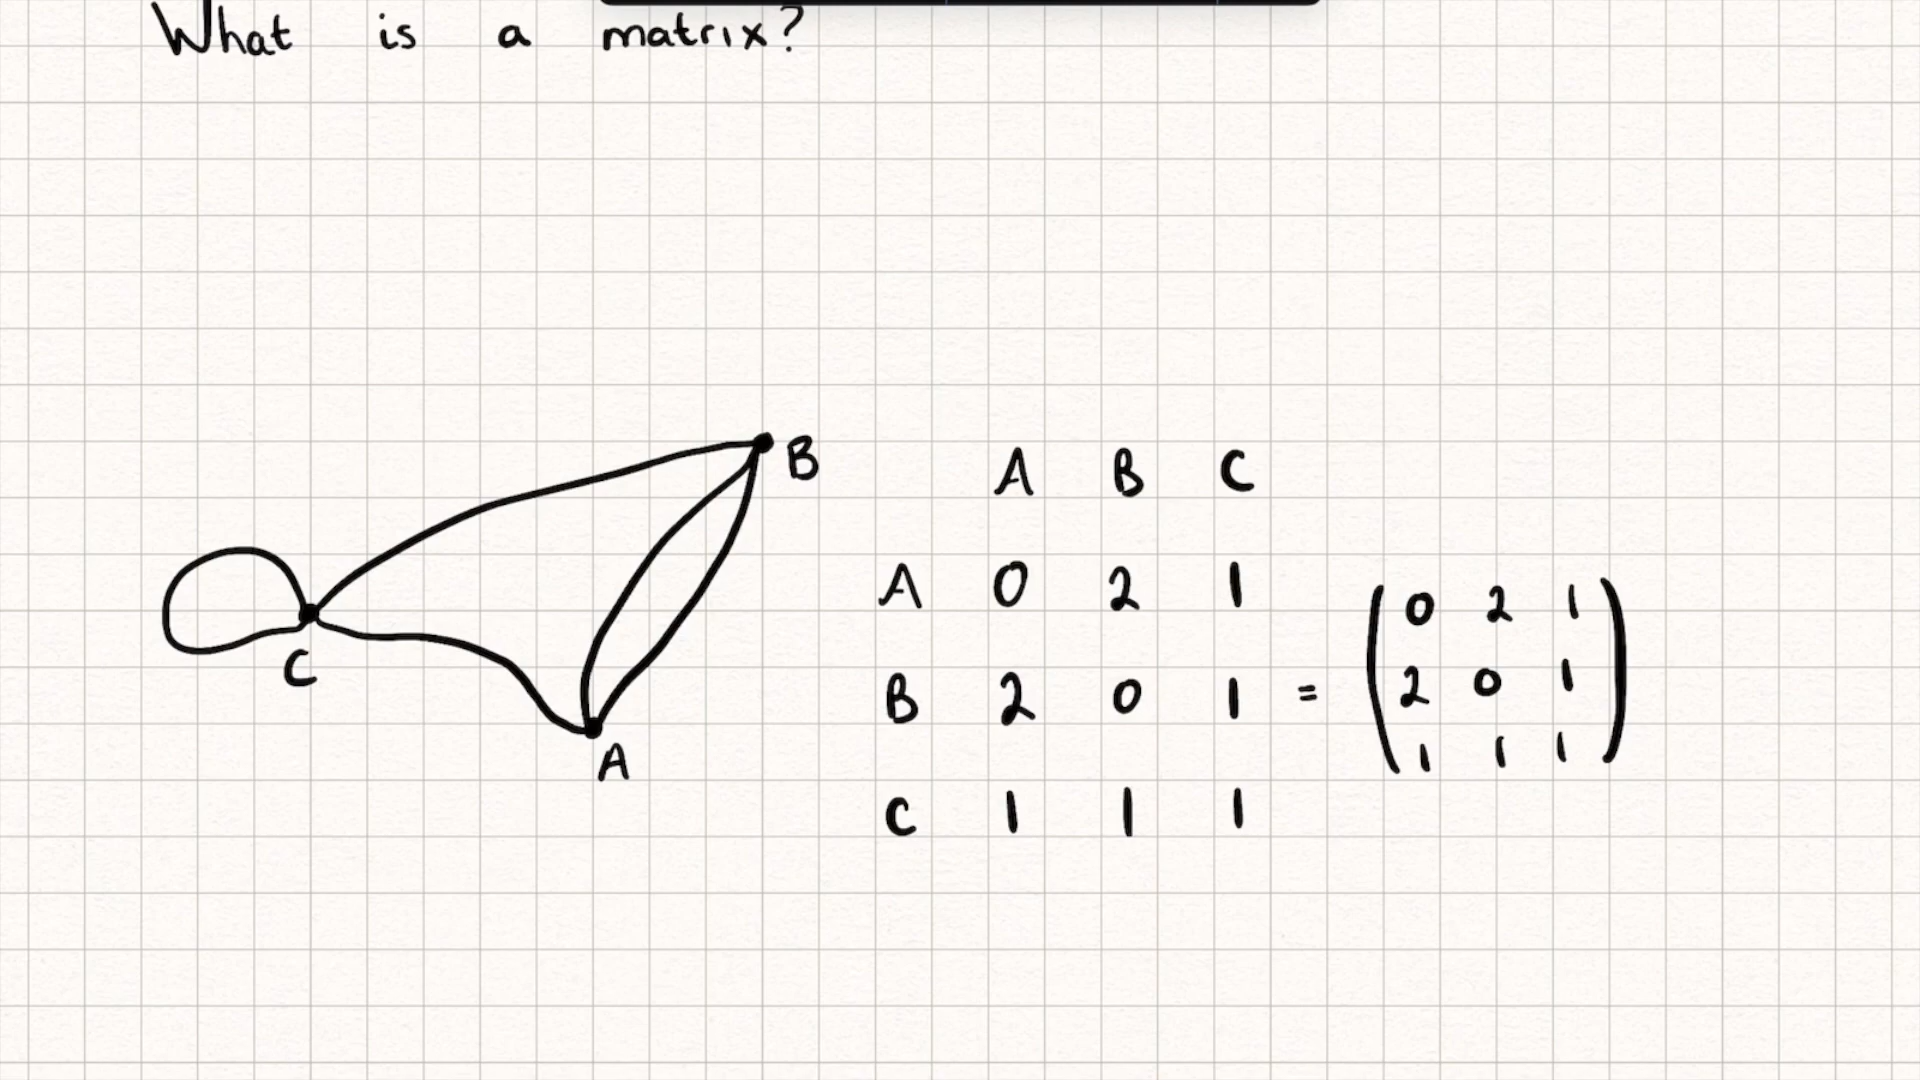 What is a matrix?
B
C
A
A B C
A 0 2 1
B 2 0 1
C 1 1 1
=
0 2 1
2 0 1
1 1 1